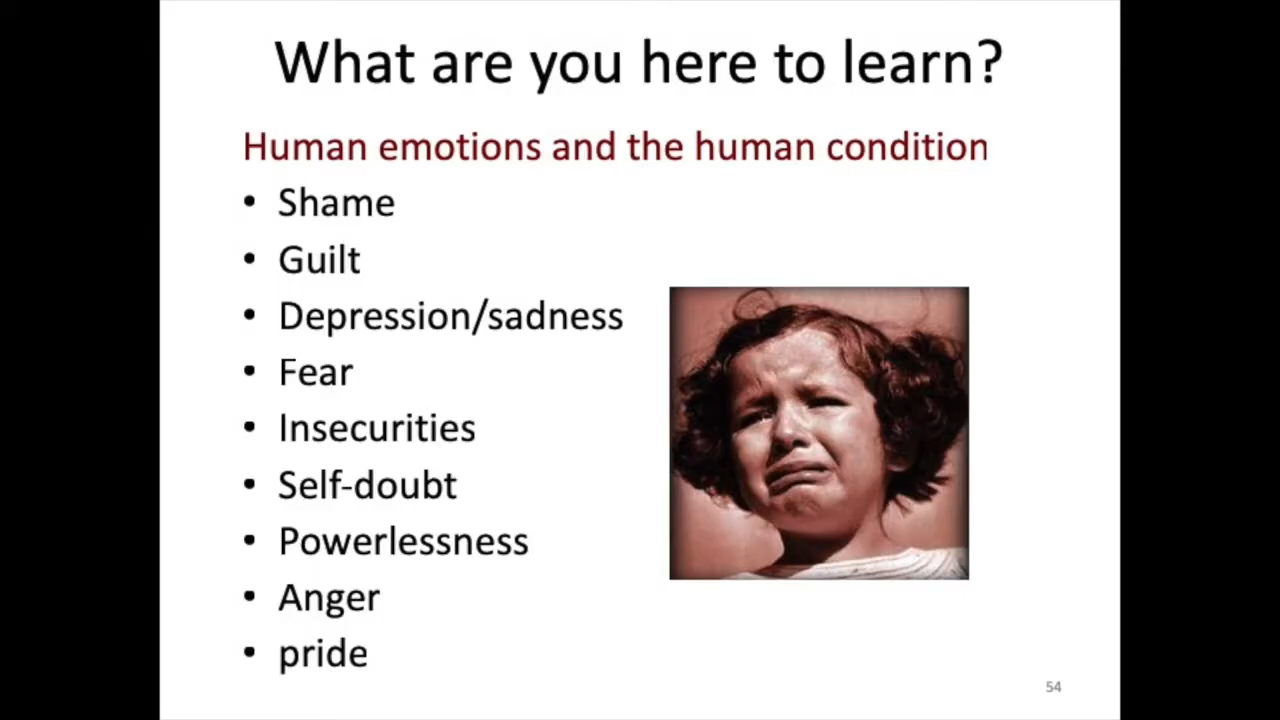 What are you here to learn?
Human emotions and the human condition
• Shame
• Guilt
• Depression/sadness
• Fear
• Insecurities
• Self-doubt
• Powerlessness
• Anger
• pride
54